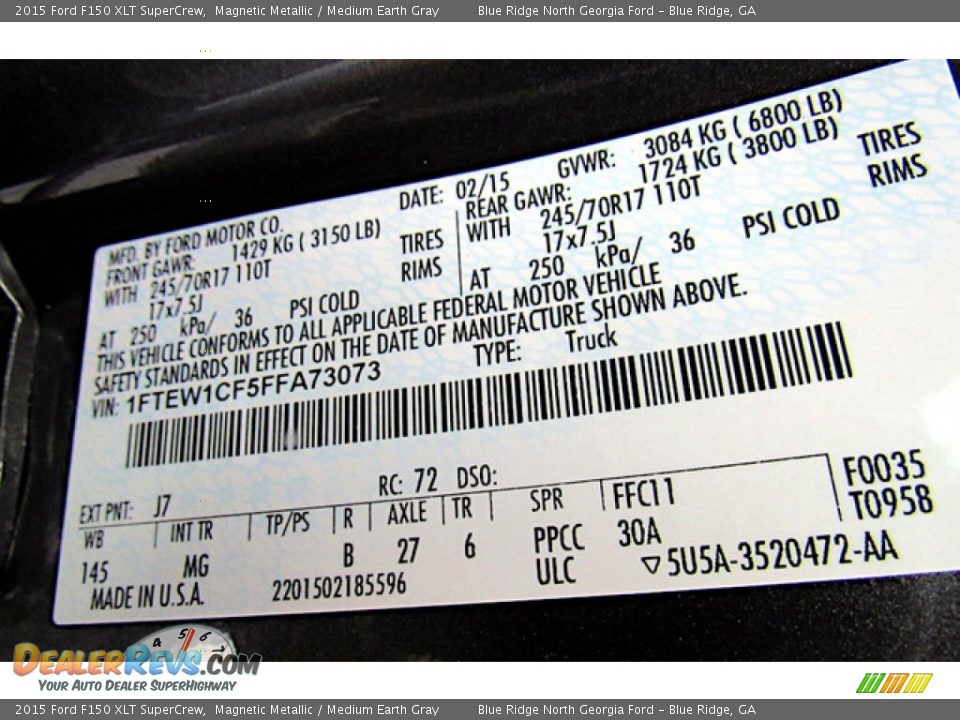 2015 Ford F150 XLT SuperCrew, Magnetic Metallic / Medium Earth Gray Blue Ridge North Georgia Ford - Blue Ridge, GA
MFD. BY FORD MOTOR CO. DATE: 02/15 GVWR: 3084 KG ( 6800 LB)
FRONT GAWR: 1429 KG ( 3150 LB) REAR GAWR: 1724 KG ( 3800 LB)
WITH 245/70R17 110T TIRES WITH 245/70R17 110T TIRES
17x7.5J RIMS 17x7.5J RIMS
AT 250 kPa/ 36 PSI COLD AT 250 kPa/ 36 PSI COLD
THIS VEHICLE CONFORMS TO ALL APPLICABLE FEDERAL MOTOR VEHICLE
SAFETY STANDARDS IN EFFECT ON THE DATE OF MANUFACTURE SHOWN ABOVE.
VIN: 1FTEW1CF5FFA73073 TYPE: Truck
EXT PNT: J7 RC: 72 DSO: F0035
WB INT TR TP/PS R AXLE TR SPR FFC11 T0958
145 MG B 27 6 PPCC 30A
MADE IN U.S.A. 2201502185596 ULC ▽5U5A-3520472-AA
4 5 6 7
DEALERREVS.COM
YOUR AUTO DEALER SUPERHIGHWAY
2015 Ford F150 XLT SuperCrew, Magnetic Metallic / Medium Earth Gray Blue Ridge North Georgia Ford - Blue Ridge, GA